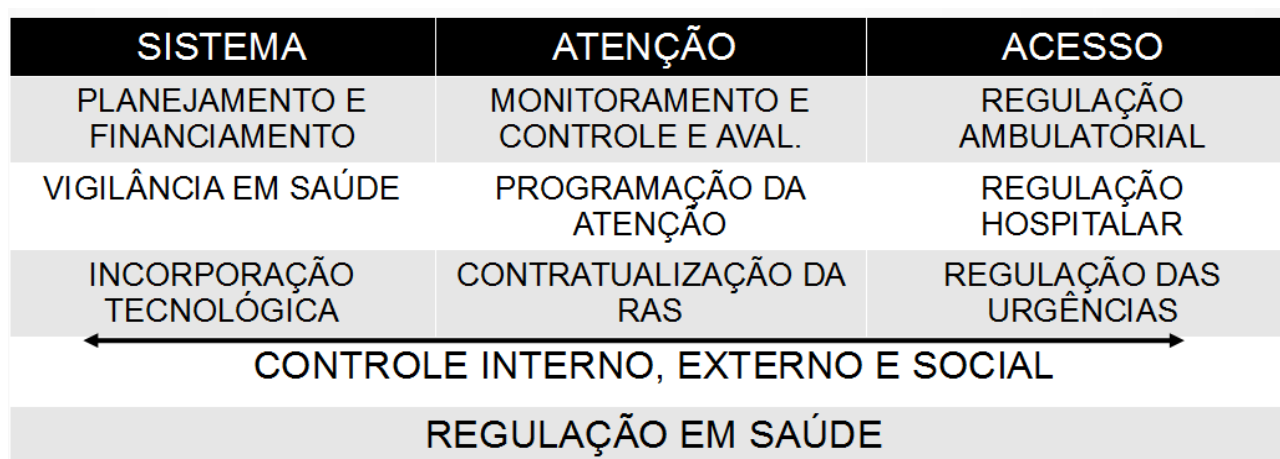 SISTEMA ATENÇÃO ACESSO
PLANEJAMENTO E MONITORAMENTO E REGULAÇÃO
FINANCIAMENTO CONTROLE E AVAL. AMBULATORIAL
VIGILÂNCIA EM SAÚDE PROGRAMAÇÃO DA REGULAÇÃO
ATENÇÃO HOSPITALAR
INCORPORAÇÃO CONTRATUALIZAÇÃO DA REGULAÇÃO DAS
TECNOLÓGICA RAS URGÊNCIAS
CONTROLE INTERNO, EXTERNO E SOCIAL
REGULAÇÃO EM SAÚDE